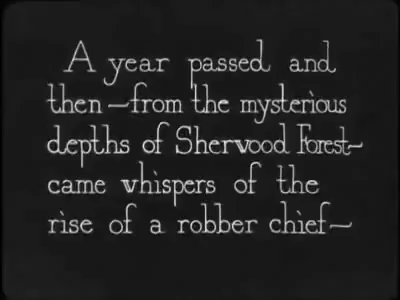 A year passed and
then—from the mysterious
depths of Sherwood Forest—
came whispers of the
rise of a robber chief—